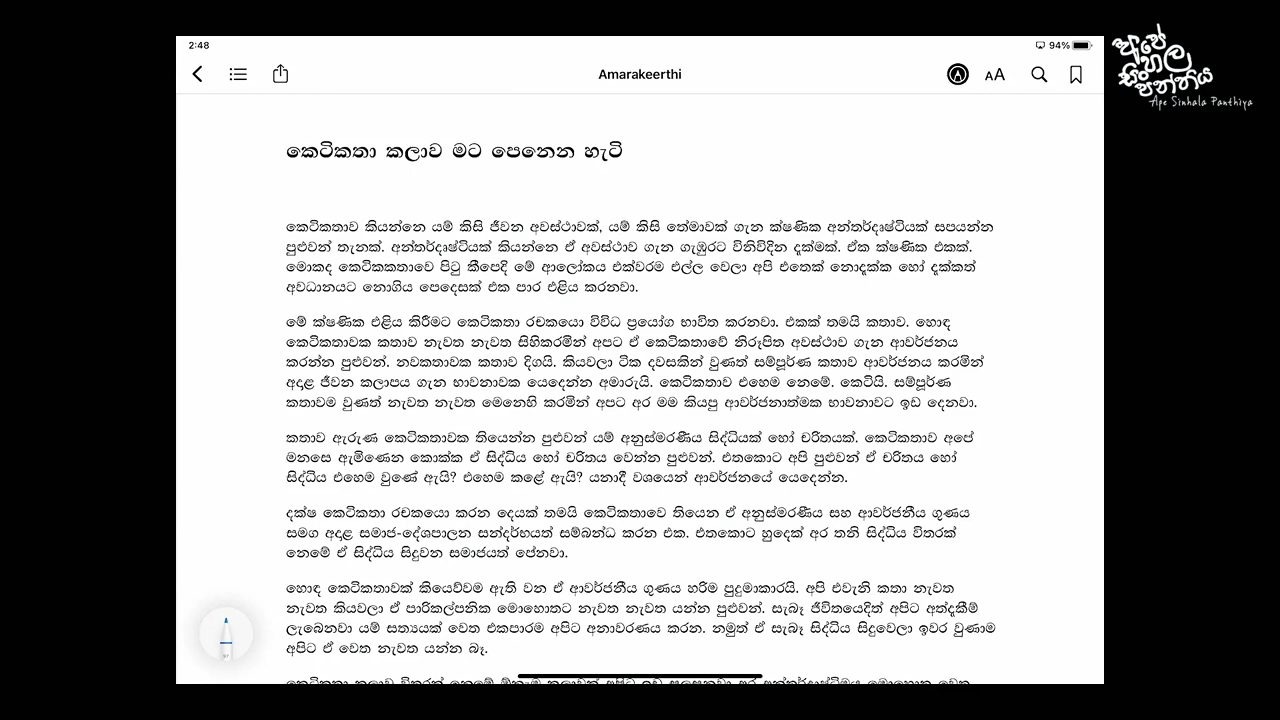 2:48
94%
Amarakeerthi
AA
අපේ
සිංහල
පන්තිය
Ape Sinhala Panthiya
කෙටිකතා කලාව මට පෙනෙන හැටි
කෙටිකතාව කියන්නෙ යම් කිසි ජීවන අවස්ථාවක්, යම් කිසි තේමාවක් ගැන ක්ෂණික අන්තර්දෘෂ්ටියක් සපයන්න
පුළුවන් තැනක්. අන්තර්දෘෂ්ටියක් කියන්නෙ ඒ අවස්ථාව ගැන ගැඹුරට විනිවිදින දැක්මක්. ඒක ක්ෂණික එකක්.
මොකද කෙටිකකතාවෙ පිටු කීපෙදි මේ ආලෝකය එක්වරම එල්ල වෙලා අපි එතෙක් නොදැක්ක හෝ දැක්කත්
අවධානයට නොගිය පෙදෙසක් එක පාර එළිය කරනවා.
මේ ක්ෂණික එළිය කිරීමට කෙටිකතා රචකයො විවිධ ප්‍රයෝග භාවිත කරනවා. එකක් තමයි කතාව. හොඳ
කෙටිකතාවක කතාව නැවත නැවත සිහිකරමින් අපට ඒ කෙටිකතාවේ නිරූපිත අවස්ථාව ගැන ආවර්ජනය
කරන්න පුළුවන්. නවකතාවක කතාව දිගයි. කියවලා ටික දවසකින් වුණත් සම්පූර්ණ කතාව ආවර්ජනය කරමින්
අදාළ ජීවන කලාපය ගැන භාවනාවක යෙදෙන්න අමාරුයි. කෙටිකතාව එහෙම නෙමේ. කෙටියි. සම්පූර්ණ
කතාවම වුණත් නැවත නැවත මෙනෙහි කරමින් අපට අර මම කියපු ආවර්ජනාත්මක භාවනාවට ඉඩ දෙනවා.
කතාව ඇරුණ කෙටිකතාවක තියෙන්න පුළුවන් යම් අනුස්මරණීය සිද්ධියක් හෝ චරිතයක්. කෙටිකතාව අපේ
මනසෙ ඇමිණෙන කොක්ක ඒ සිද්ධිය හෝ චරිතය වෙන්න පුළුවන්. එතකොට අපි පුළුවන් ඒ චරිතය හෝ
සිද්ධිය එහෙම වුණේ ඇයි? එහෙම කළේ ඇයි? යනාදී වශයෙන් ආවර්ජනයේ යෙදෙන්න.
දක්ෂ කෙටිකතා රචකයො කරන දෙයක් තමයි කෙටිකතාවෙ තියෙන ඒ අනුස්මරණීය සහ ආවර්ජනීය ගුණය
සමග අදාළ සමාජ-දේශපාලන සන්දර්භයත් සම්බන්ධ කරන එක. එතකොට හුදෙක් අර තනි සිද්ධිය විතරක්
නෙමේ ඒ සිද්ධිය සිදුවන සමාජයත් පේනවා.
හොඳ කෙටිකතාවක් කියෙව්වම ඇති වන ඒ ආවර්ජනීය ගුණය හරිම පුදුමාකාරයි. අපි එවැනි කතා නැවත
නැවත කියවලා ඒ පාරිකල්පනික මොහොතට නැවත නැවත යන්න පුළුවන්. සැබෑ ජීවිතයෙදිත් අපිට අත්දැකීම්
ලැබෙනවා යම් සත්‍යයක් වෙත එකපාරම අපිට අනාවරණය කරන. නමුත් ඒ සැබෑ සිද්ධිය සිදුවෙලා ඉවර වුණාම
අපිට ඒ වෙත නැවත යන්න බෑ.